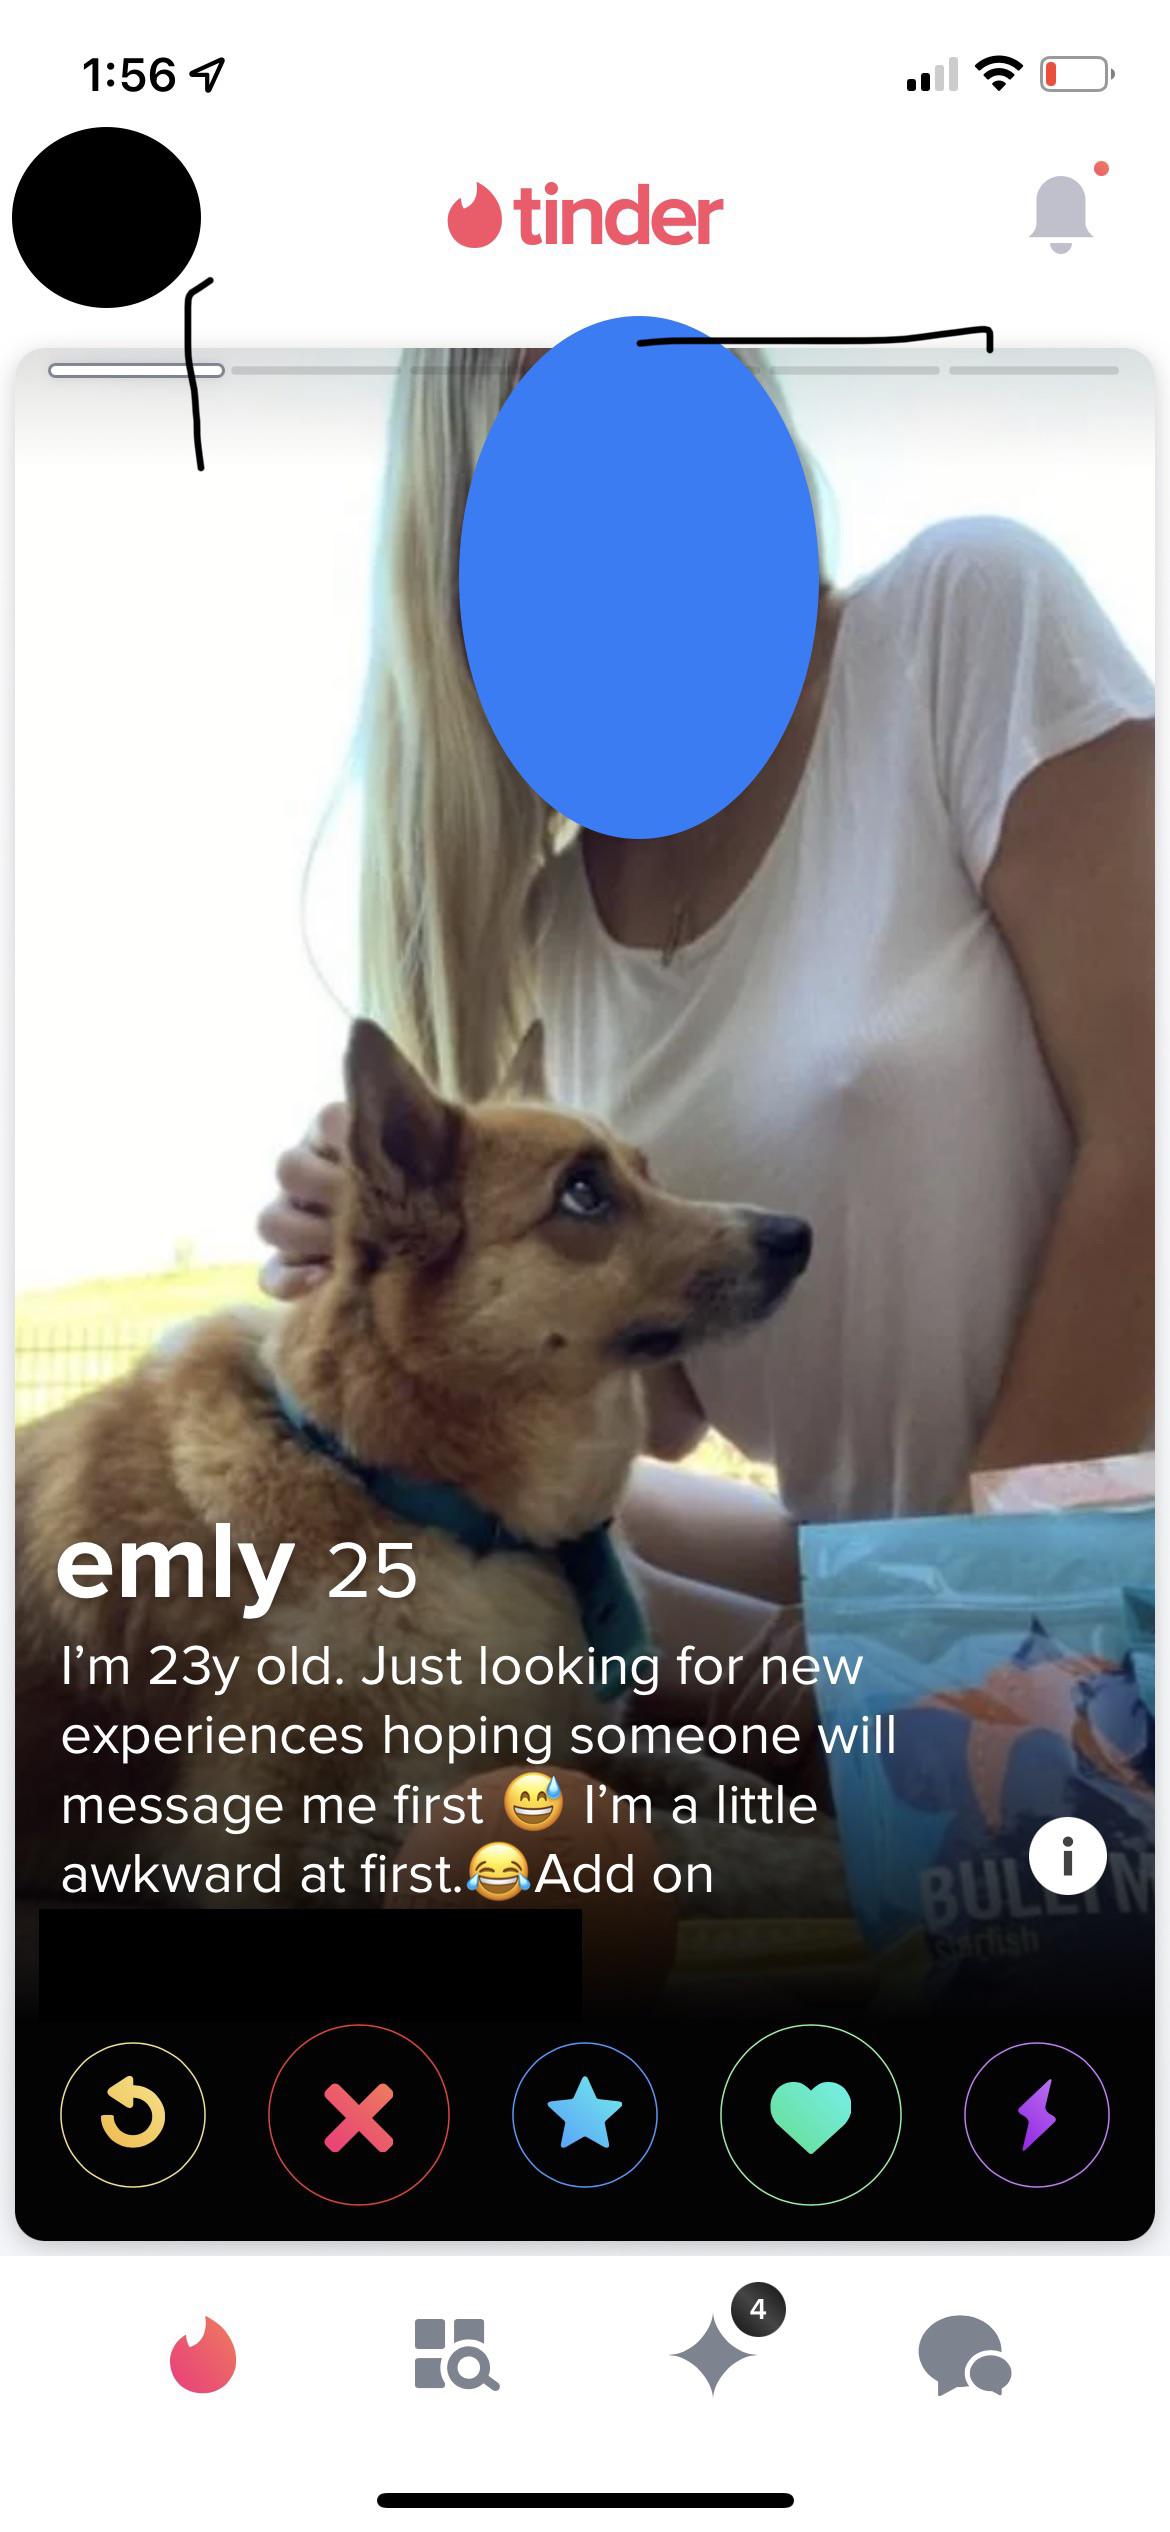 1:56
tinder
emly 25
I'm 23y old. Just looking for new
experiences hoping someone will
message me first 😅 I'm a little
awkward at first.😂Add on
i
4